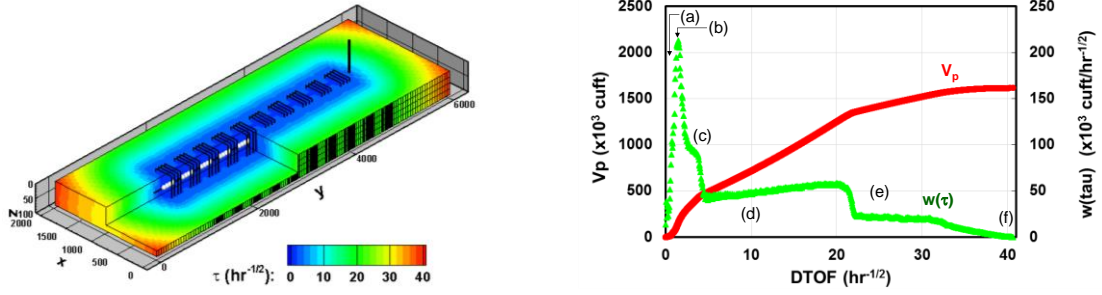 0
50
100
Z
2000
1500
1000
500
0
x
0
2000
4000
6000
y
τ (hr-1/2):
0 10 20 30 40
2500
2000
1500
1000
500
0
Vp (x10³ cuft)
(a)
(b)
(c)
(d)
(e)
(f)
Vp
w(τ)
0 10 20 30 40
DTOF (hr-1/2)
250
200
150
100
50
0
w(tau) (x10³ cuft/hr-1/2)